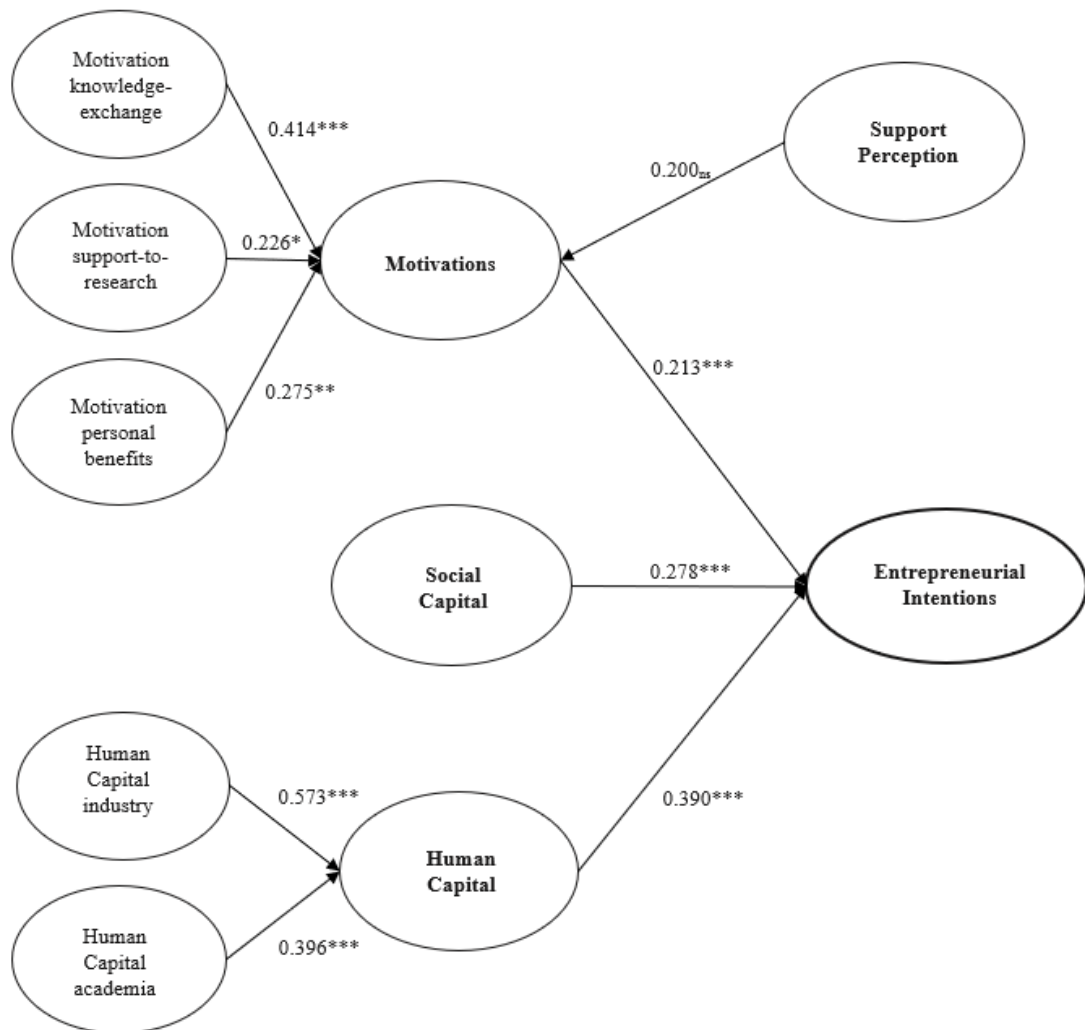 Motivation
knowledge-
exchange
0.414***
Motivation
support-to-
research
0.226*
Motivation
personal
benefits
0.275**
Motivations
Support
Perception
0.200ns
0.213***
Social
Capital
0.278***
Entrepreneurial
Intentions
Human
Capital
industry
0.573***
Human
Capital
academia
0.396***
Human
Capital
0.390***